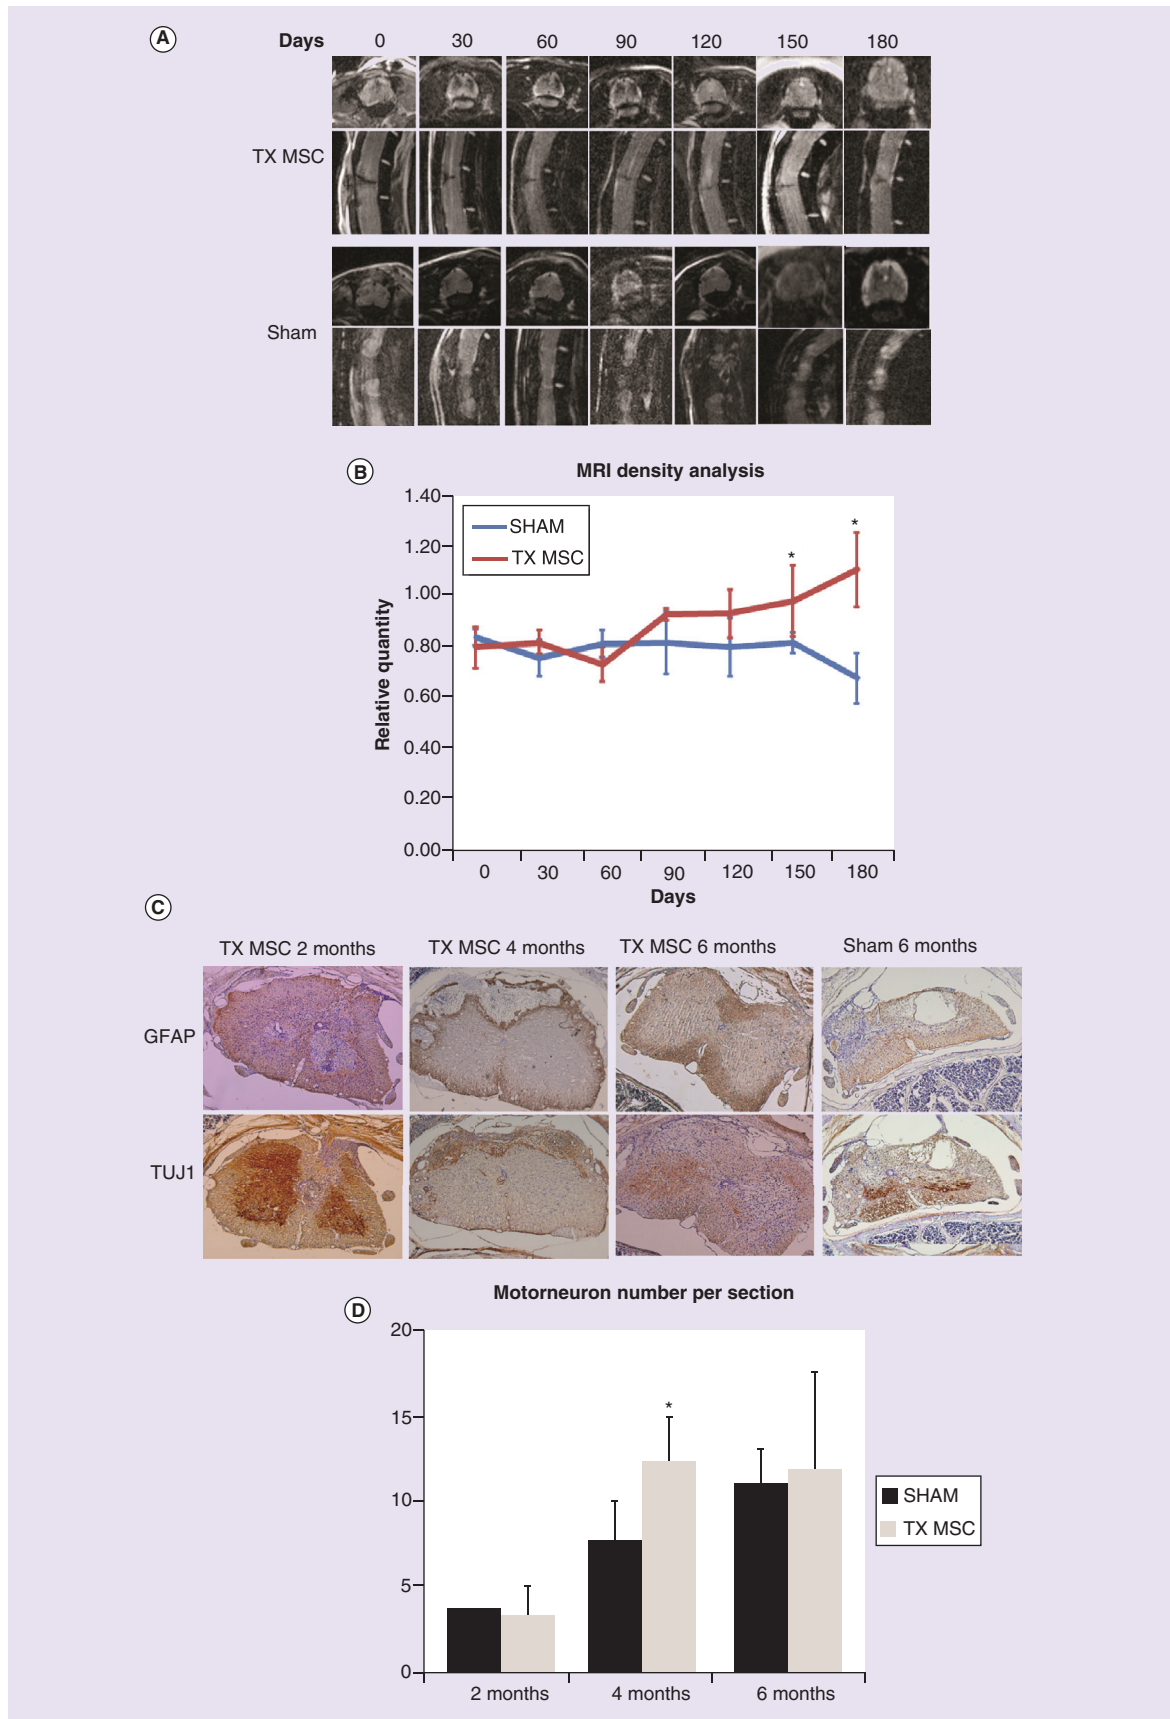 A
Days 0 30 60 90 120 150 180
TX MSC
Sham
B
MRI density analysis
Relative quantity
1.40
1.20
1.00
0.80
0.60
0.40
0.20
0.00
SHAM
TX MSC
*
*
0 30 60 90 120 150 180
Days
C
TX MSC 2 months TX MSC 4 months TX MSC 6 months Sham 6 months
GFAP
TUJ1
D
Motorneuron number per section
20
15
10
5
0
*
SHAM
TX MSC
2 months 4 months 6 months